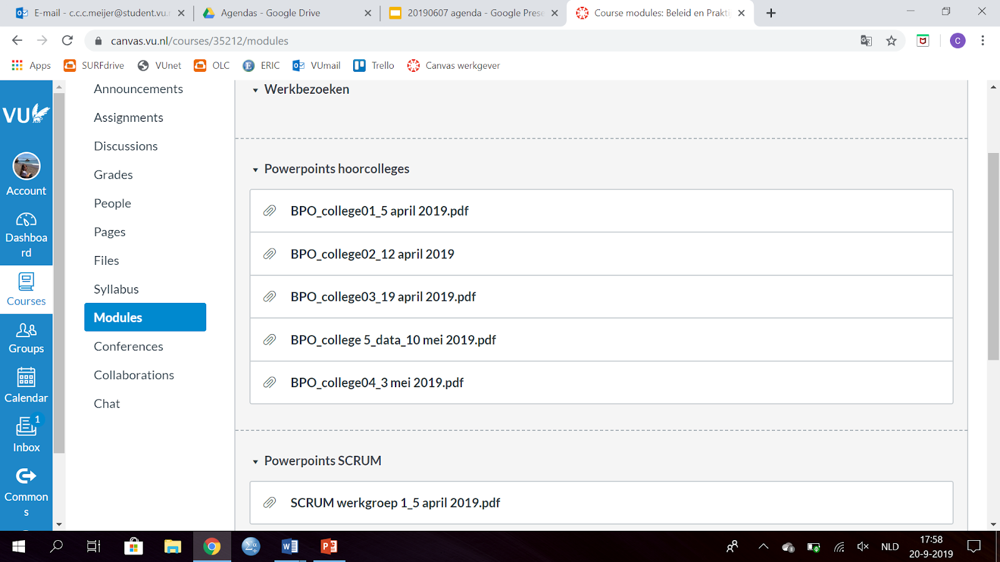 E-mail - c.c.c.meijer@student.vu.n
Agendas - Google Drive
20190607 agenda - Google Prese
Course modules: Beleid en Prakti
canvas.vu.nl/courses/35212/modules
C
Apps
SURFdrive
VUnet
OLC
E ERIC
VUmail
Trello
Canvas werkgever
VU
Account
Dashboa
rd
Courses
Groups
Calendar
1
Inbox
Common
s
Announcements
Assignments
Discussions
Grades
People
Pages
Files
Syllabus
Modules
Conferences
Collaborations
Chat
Werkbezoeken
Powerpoints hoorcolleges
BPO_college01_5 april 2019.pdf
BPO_college02_12 april 2019
BPO_college03_19 april 2019.pdf
BPO_college 5_data_10 mei 2019.pdf
BPO_college04_3 mei 2019.pdf
Powerpoints SCRUM
SCRUM werkgroep 1_5 april 2019.pdf
NLD
17:58
20-9-2019